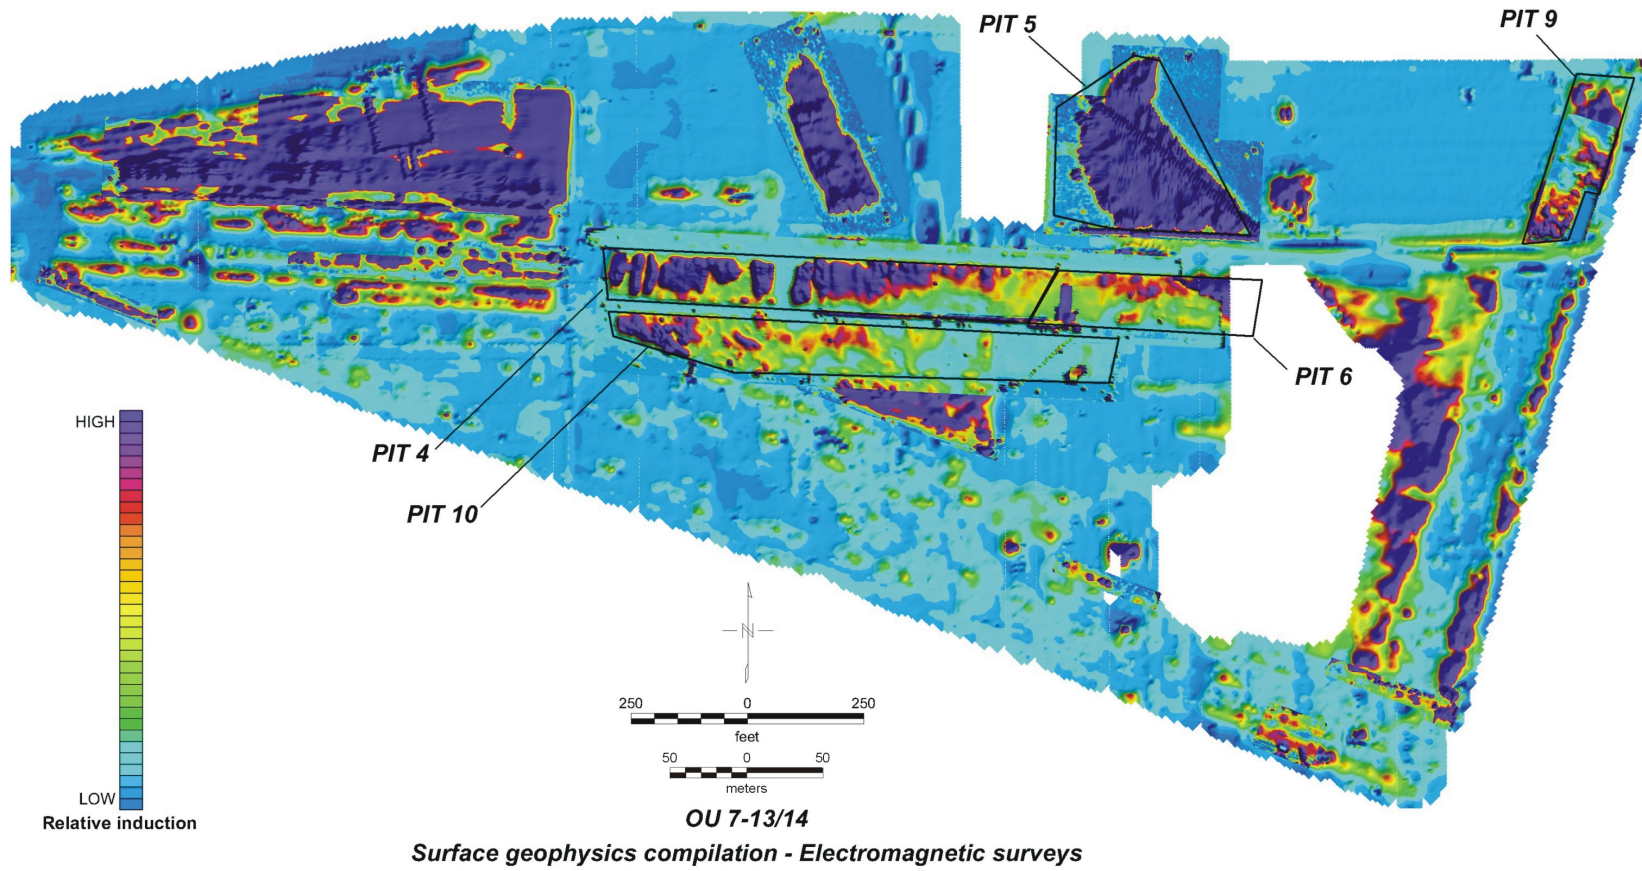 PIT 5
PIT 9
PIT 6
PIT 4
PIT 10
HIGH
LOW
Relative induction
N
250 0 250
feet
50 0 50
meters
OU 7-13/14
Surface geophysics compilation - Electromagnetic surveys